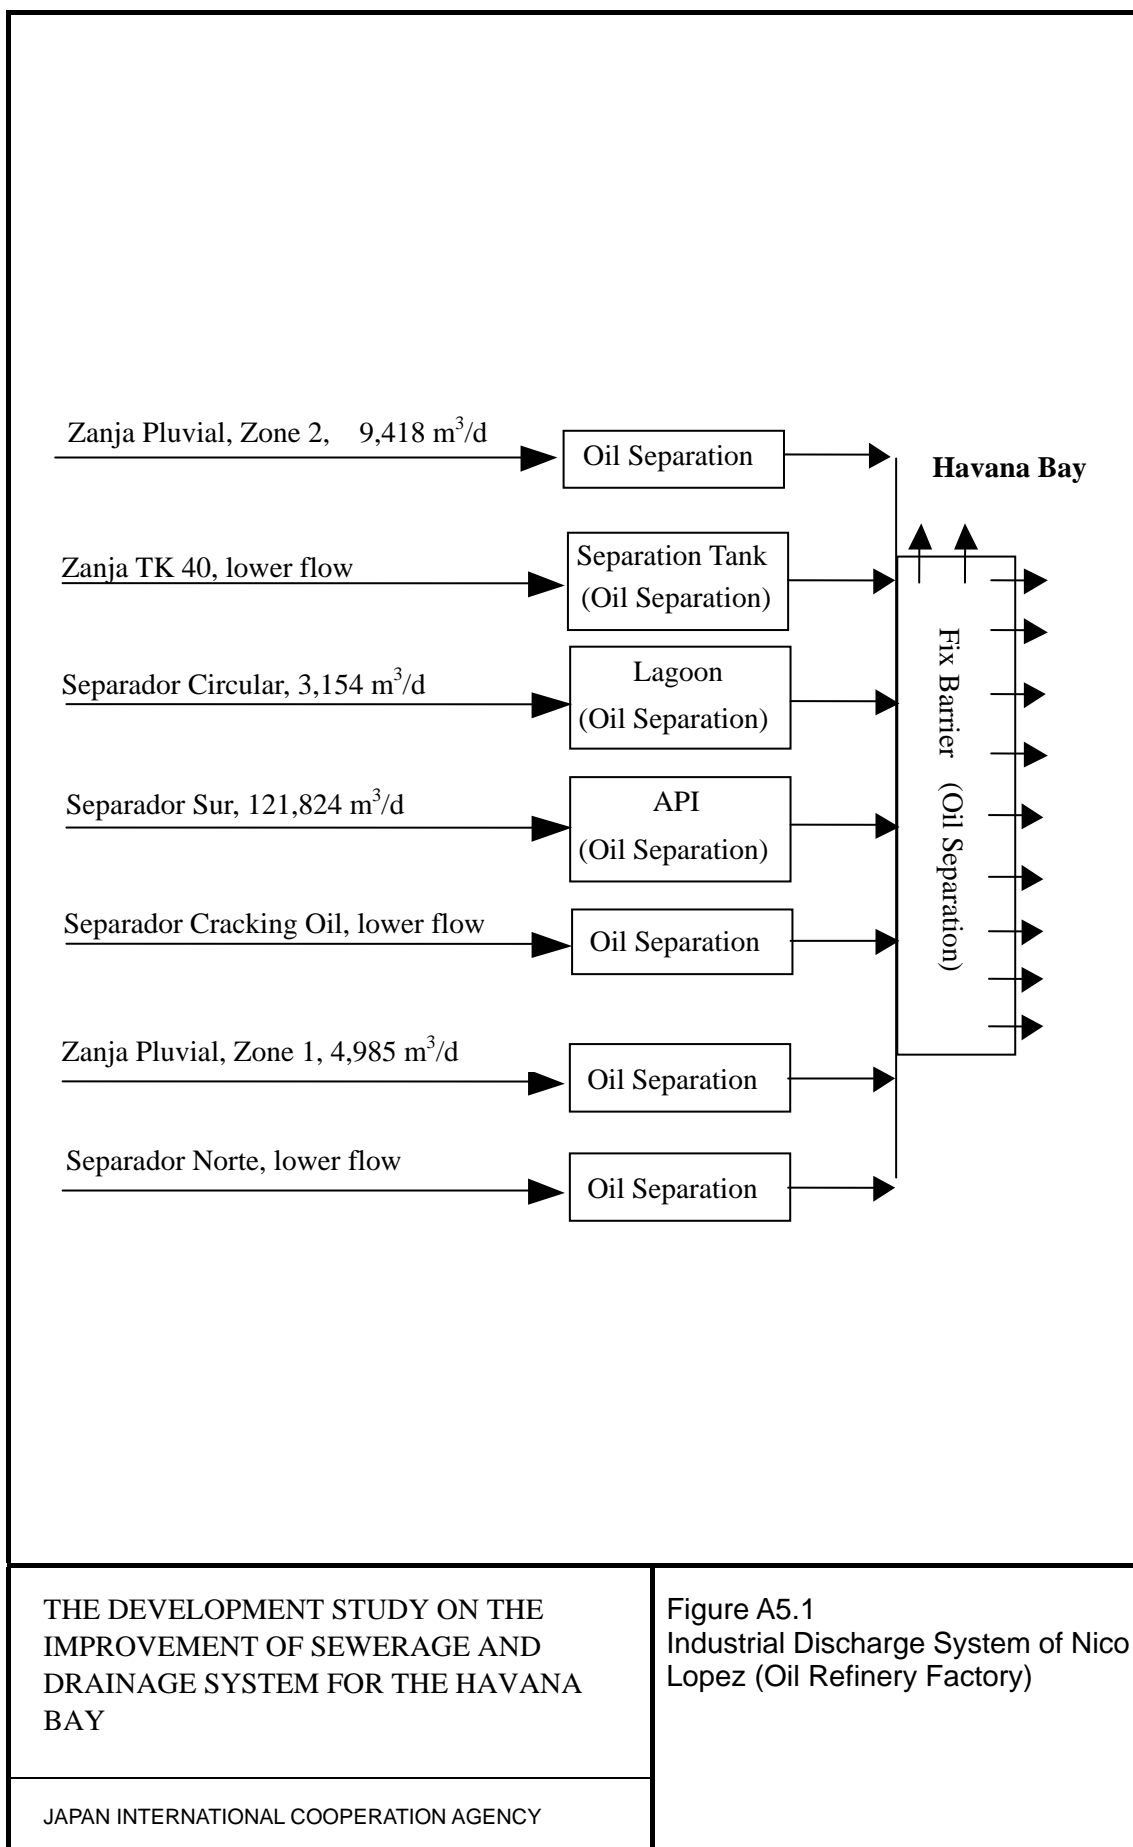 Zanja Pluvial, Zone 2, 9,418 m³/d
Oil Separation
Havana Bay
Zanja TK 40, lower flow
Separation Tank
(Oil Separation)
Separador Circular, 3,154 m³/d
Lagoon
(Oil Separation)
Fix Barrier (Oil Separation)
Separador Sur, 121,824 m³/d
API
(Oil Separation)
Separador Cracking Oil, lower flow
Oil Separation
Zanja Pluvial, Zone 1, 4,985 m³/d
Oil Separation
Separador Norte, lower flow
Oil Separation
THE DEVELOPMENT STUDY ON THE
IMPROVEMENT OF SEWERAGE AND
DRAINAGE SYSTEM FOR THE HAVANA
BAY
JAPAN INTERNATIONAL COOPERATION AGENCY
Figure A5.1
Industrial Discharge System of Nico
Lopez (Oil Refinery Factory)